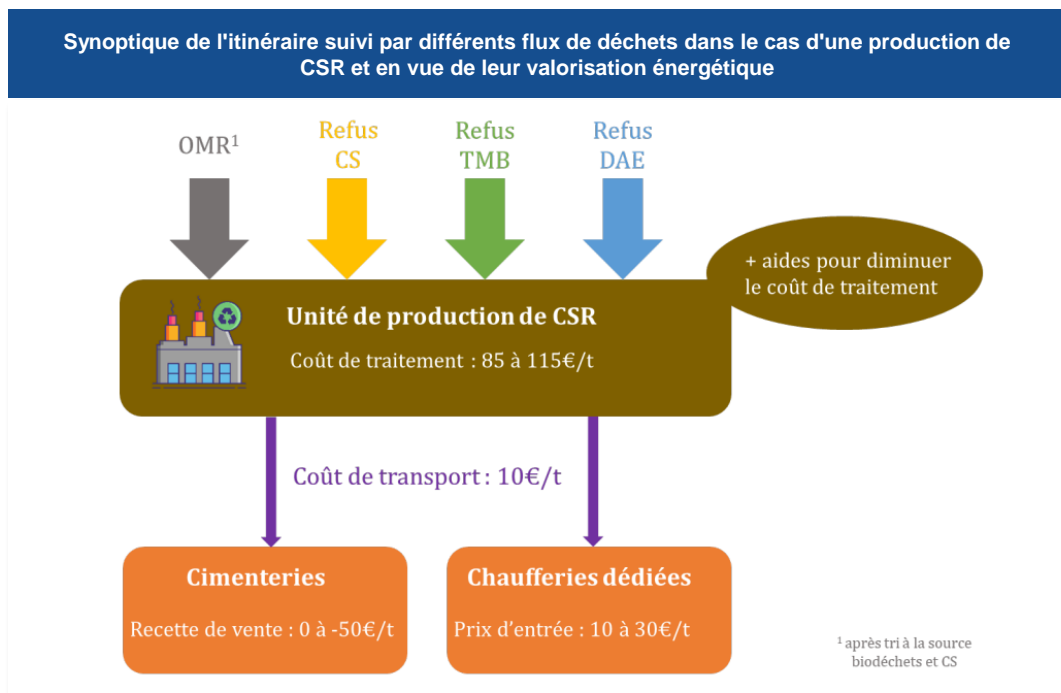 Synoptique de l'itinéraire suivi par différents flux de déchets dans le cas d'une production de
CSR et en vue de leur valorisation énergétique
OMR¹
Refus
CS
Refus
TMB
Refus
DAE
+ aides pour diminuer
le coût de traitement
Unité de production de CSR
Coût de traitement : 85 à 115€/t
Coût de transport : 10€/t
Cimenteries
Recette de vente : 0 à -50€/t
Chaufferies dédiées
Prix d'entrée : 10 à 30€/t
¹ après tri à la source
biodéchets et CS